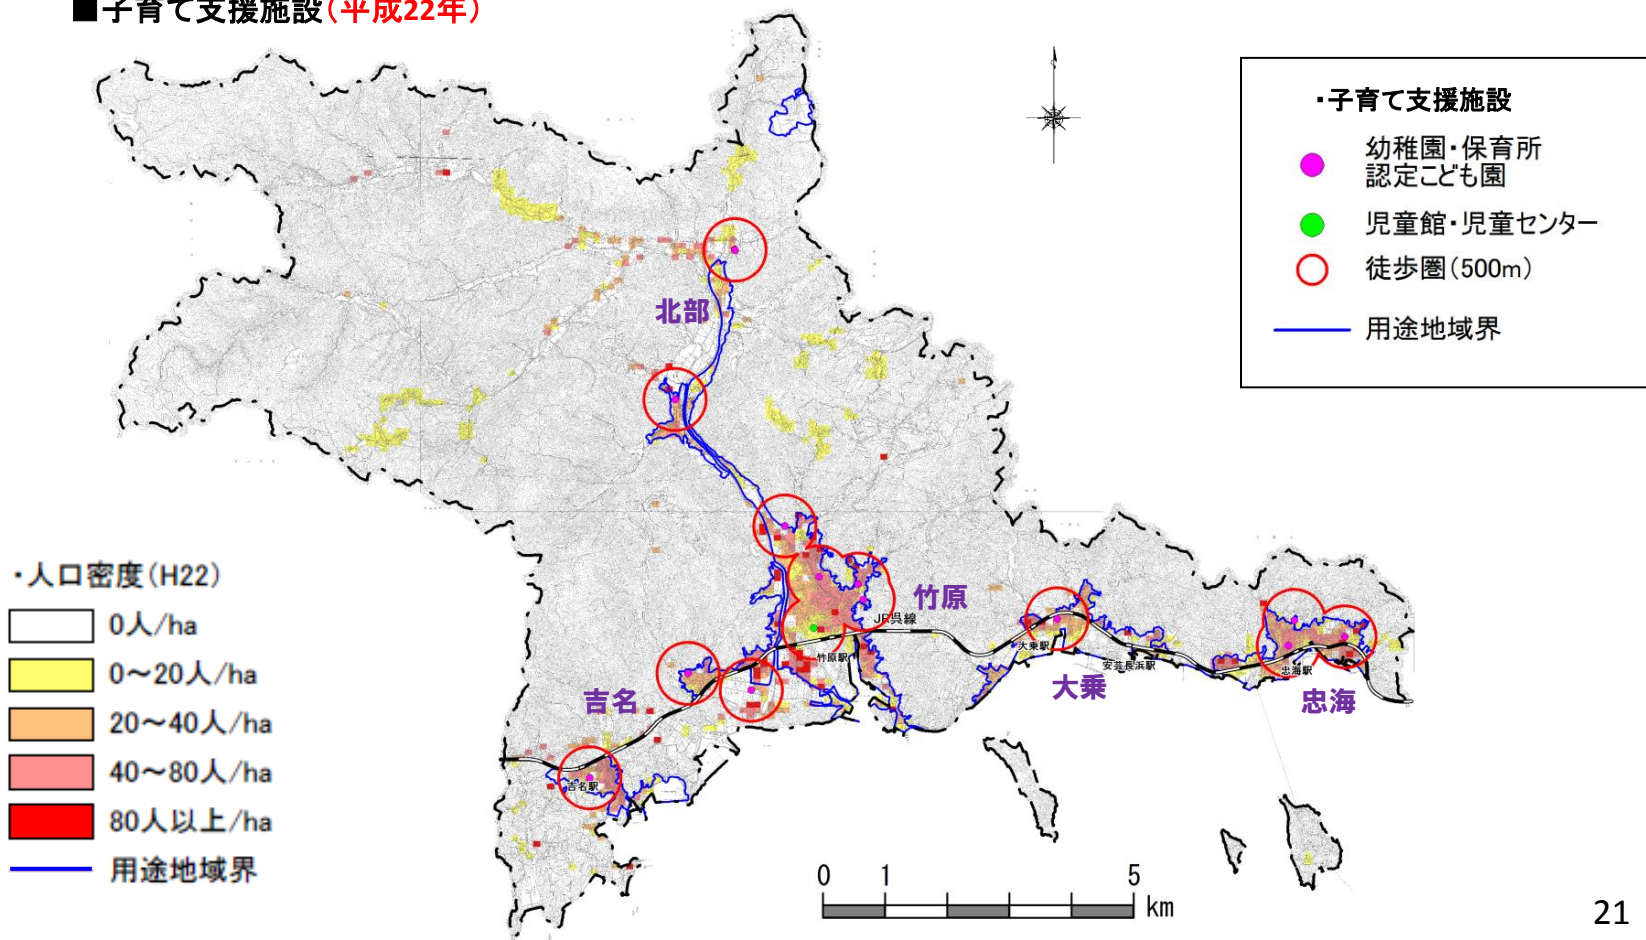 ■子育て支援施設(平成22年)
・子育て支援施設
幼稚園・保育所
認定こども園
児童館・児童センター
徒歩圏(500m)
用途地域界
北部
竹原
JR呉線
竹原駅
大乗駅
安芸長浜駅
忠海駅
大乗
忠海
吉名
吉名駅
・人口密度(H22)
0人/ha
0～20人/ha
20～40人/ha
40～80人/ha
80人以上/ha
用途地域界
0 1 5
km
21